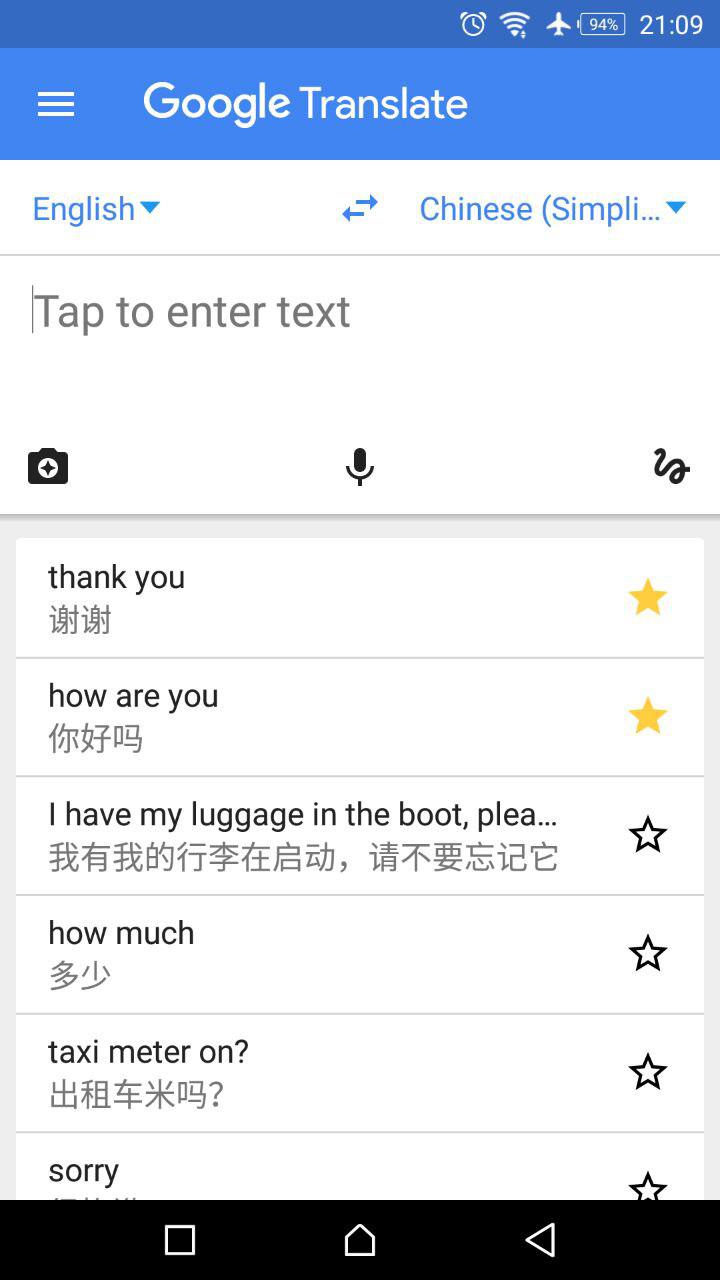 94% 21:09
Google Translate
English Chinese (Simpli...
Tap to enter text
thank you
谢谢
how are you
你好吗
I have my luggage in the boot, plea...
我有我的行李在启动，请不要忘记它
how much
多少
taxi meter on?
出租车米吗？
sorry